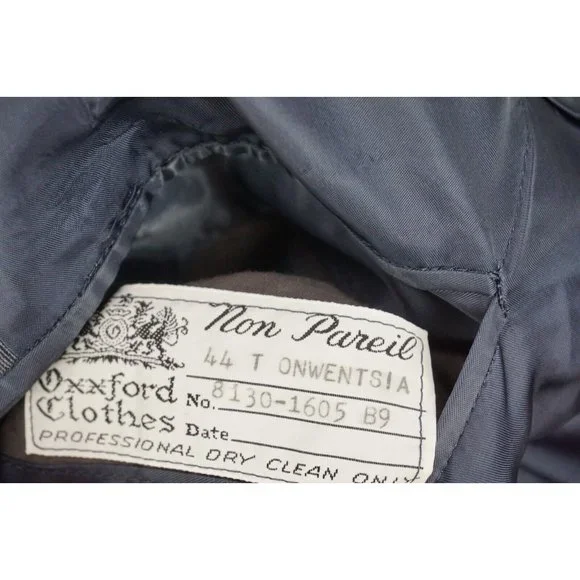 Non Pareil
44 T ONWENTSIA
Oxxford
Clothes
No. 8130-1605 B9
Date
PROFESSIONAL DRY CLEAN ONLY